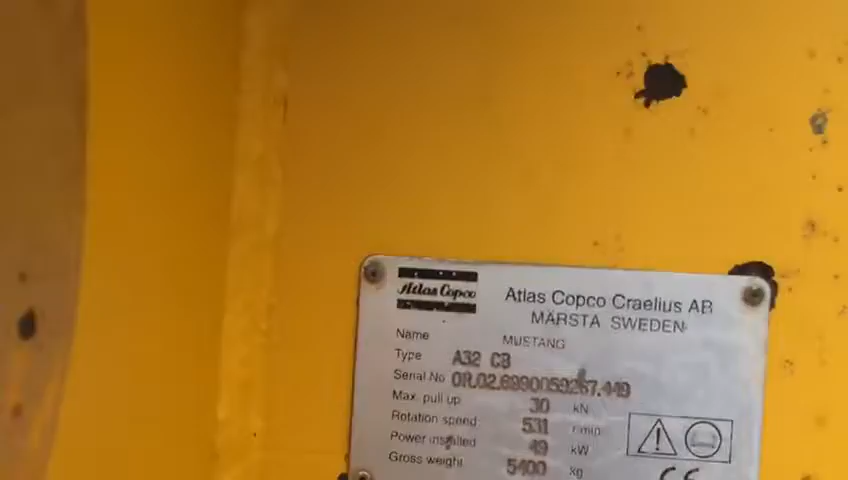 Atlas Copco
Atlas Copco Craelius AB
MÄRSTA SWEDEN
Name MUSTANG
Type A32 CB
Serial No
Max. pull up 30 kN
Rotation speed 531 r/min
Power installed 49 kW
Gross weight 5400 kg
CE